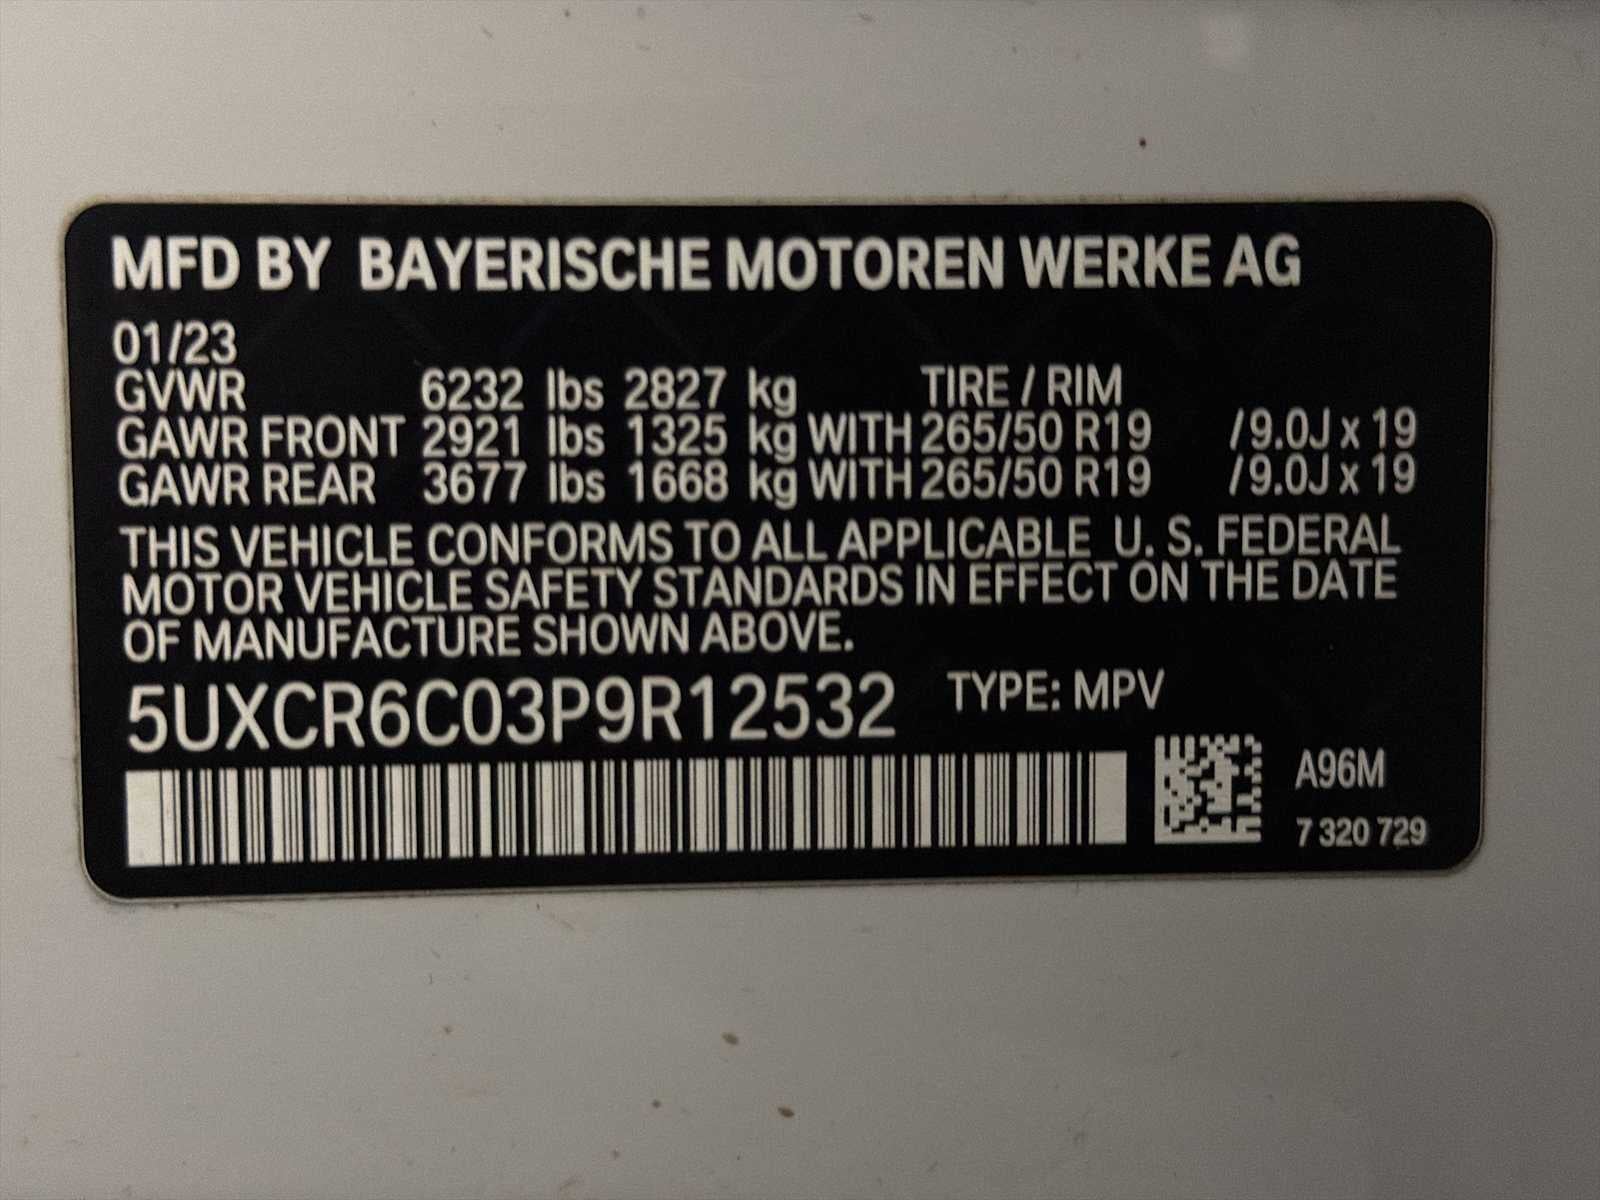 MFD BY BAYERISCHE MOTOREN WERKE AG
01/23
GVWR 6232 lbs 2827 kg TIRE / RIM
GAWR FRONT 2921 lbs 1325 kg WITH 265/50 R19 /9.0J x 19
GAWR REAR 3677 lbs 1668 kg WITH 265/50 R19 /9.0J x 19
THIS VEHICLE CONFORMS TO ALL APPLICABLE U. S. FEDERAL
MOTOR VEHICLE SAFETY STANDARDS IN EFFECT ON THE DATE
OF MANUFACTURE SHOWN ABOVE.
5UXCR6C03P9R12532 TYPE: MPV
A96M
7 320 729